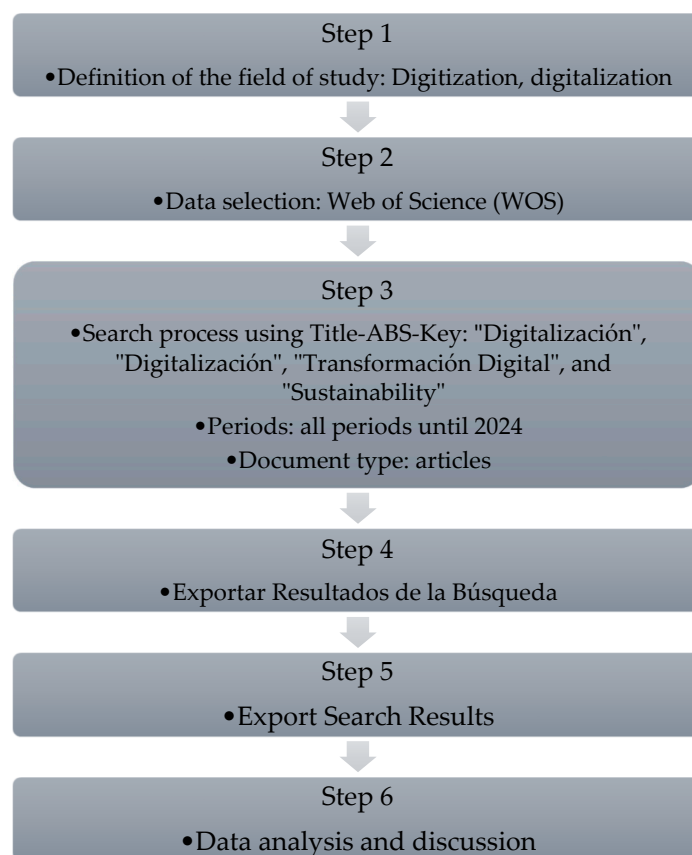 Step 1
•Definition of the field of study: Digitization, digitalization
Step 2
•Data selection: Web of Science (WOS)
Step 3
•Search process using Title-ABS-Key: "Digitalización",
"Digitalización", "Transformación Digital", and
"Sustainability"
•Periods: all periods until 2024
•Document type: articles
Step 4
•Exportar Resultados de la Búsqueda
Step 5
•Export Search Results
Step 6
•Data analysis and discussion